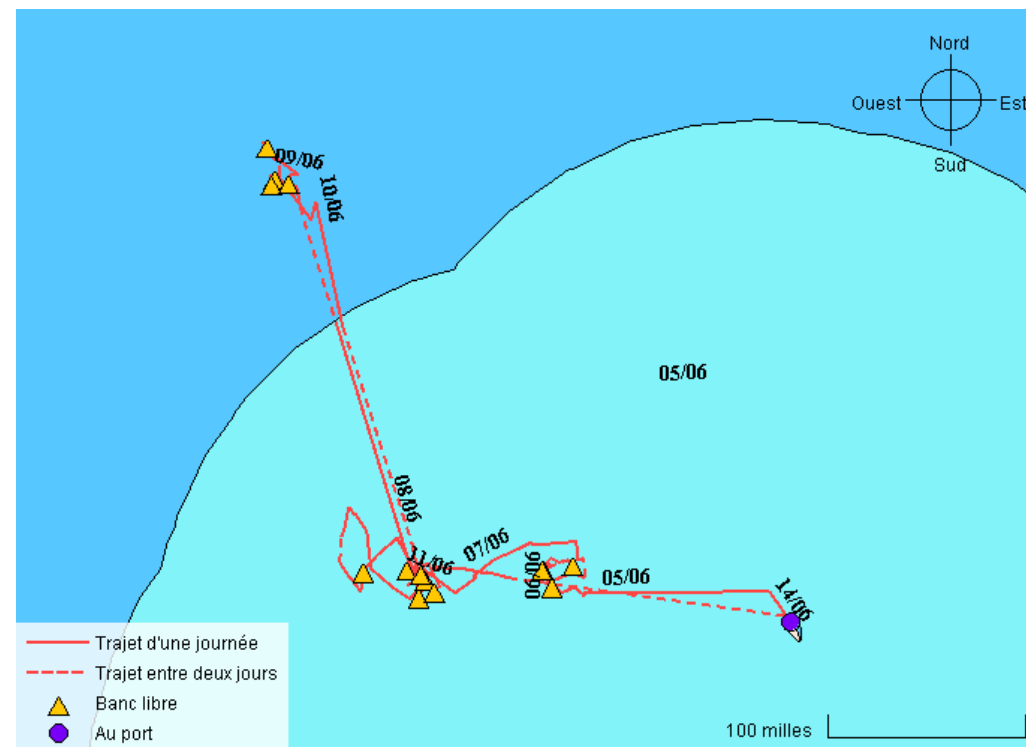 Nord
Ouest
Est
Sud
09/06
10/06
05/06
08/06
11/06
07/06
06/06
05/06
14/06
Trajet d'une journée
Trajet entre deux jours
Banc libre
Au port
100 milles